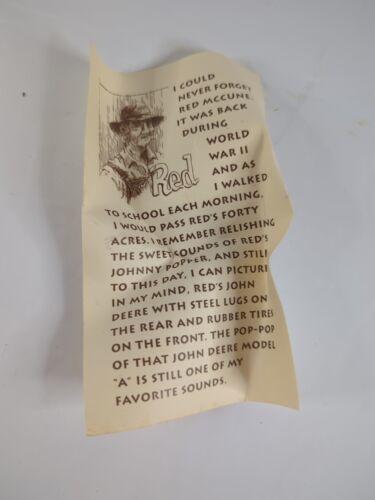 I COULD
NEVER FORGET
RED MCCUNE.
IT WAS BACK
DURING
WORLD
WAR II
AND AS
I WALKED
Red
TO SCHOOL EACH MORNING,
I WOULD PASS RED'S FORTY
ACRES. I REMEMBER RELISHING
THE SWEET SOUNDS OF RED'S
JOHNNY POPPER, AND STILL
TO THIS DAY, I CAN PICTURE
IN MY MIND, RED'S JOHN
DEERE WITH STEEL LUGS ON
THE REAR AND RUBBER TIRES
ON THE FRONT. THE POP-POP
OF THAT JOHN DEERE MODEL
"A" IS STILL ONE OF MY
FAVORITE SOUNDS.